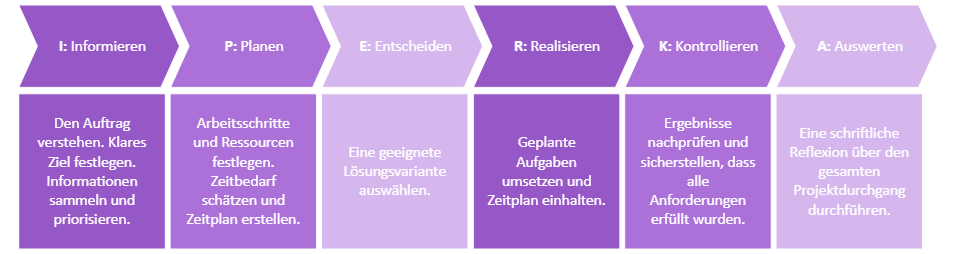 I: Informieren
P: Planen
E: Entscheiden
R: Realisieren
K: Kontrollieren
A: Auswerten
Den Auftrag
verstehen. Klares
Ziel festlegen.
Informationen
sammeln und
priorisieren.
Arbeitsschritte
und Ressourcen
festlegen.
Zeitbedarf
schätzen und
Zeitplan erstellen.
Eine geeignete
Lösungsvariante
auswählen.
Geplante
Aufgaben
umsetzen und
Zeitplan einhalten.
Ergebnisse
nachprüfen und
sicherstellen, dass
alle
Anforderungen
erfüllt wurden.
Eine schriftliche
Reflexion über den
gesamten
Projektdurchgang
durchführen.